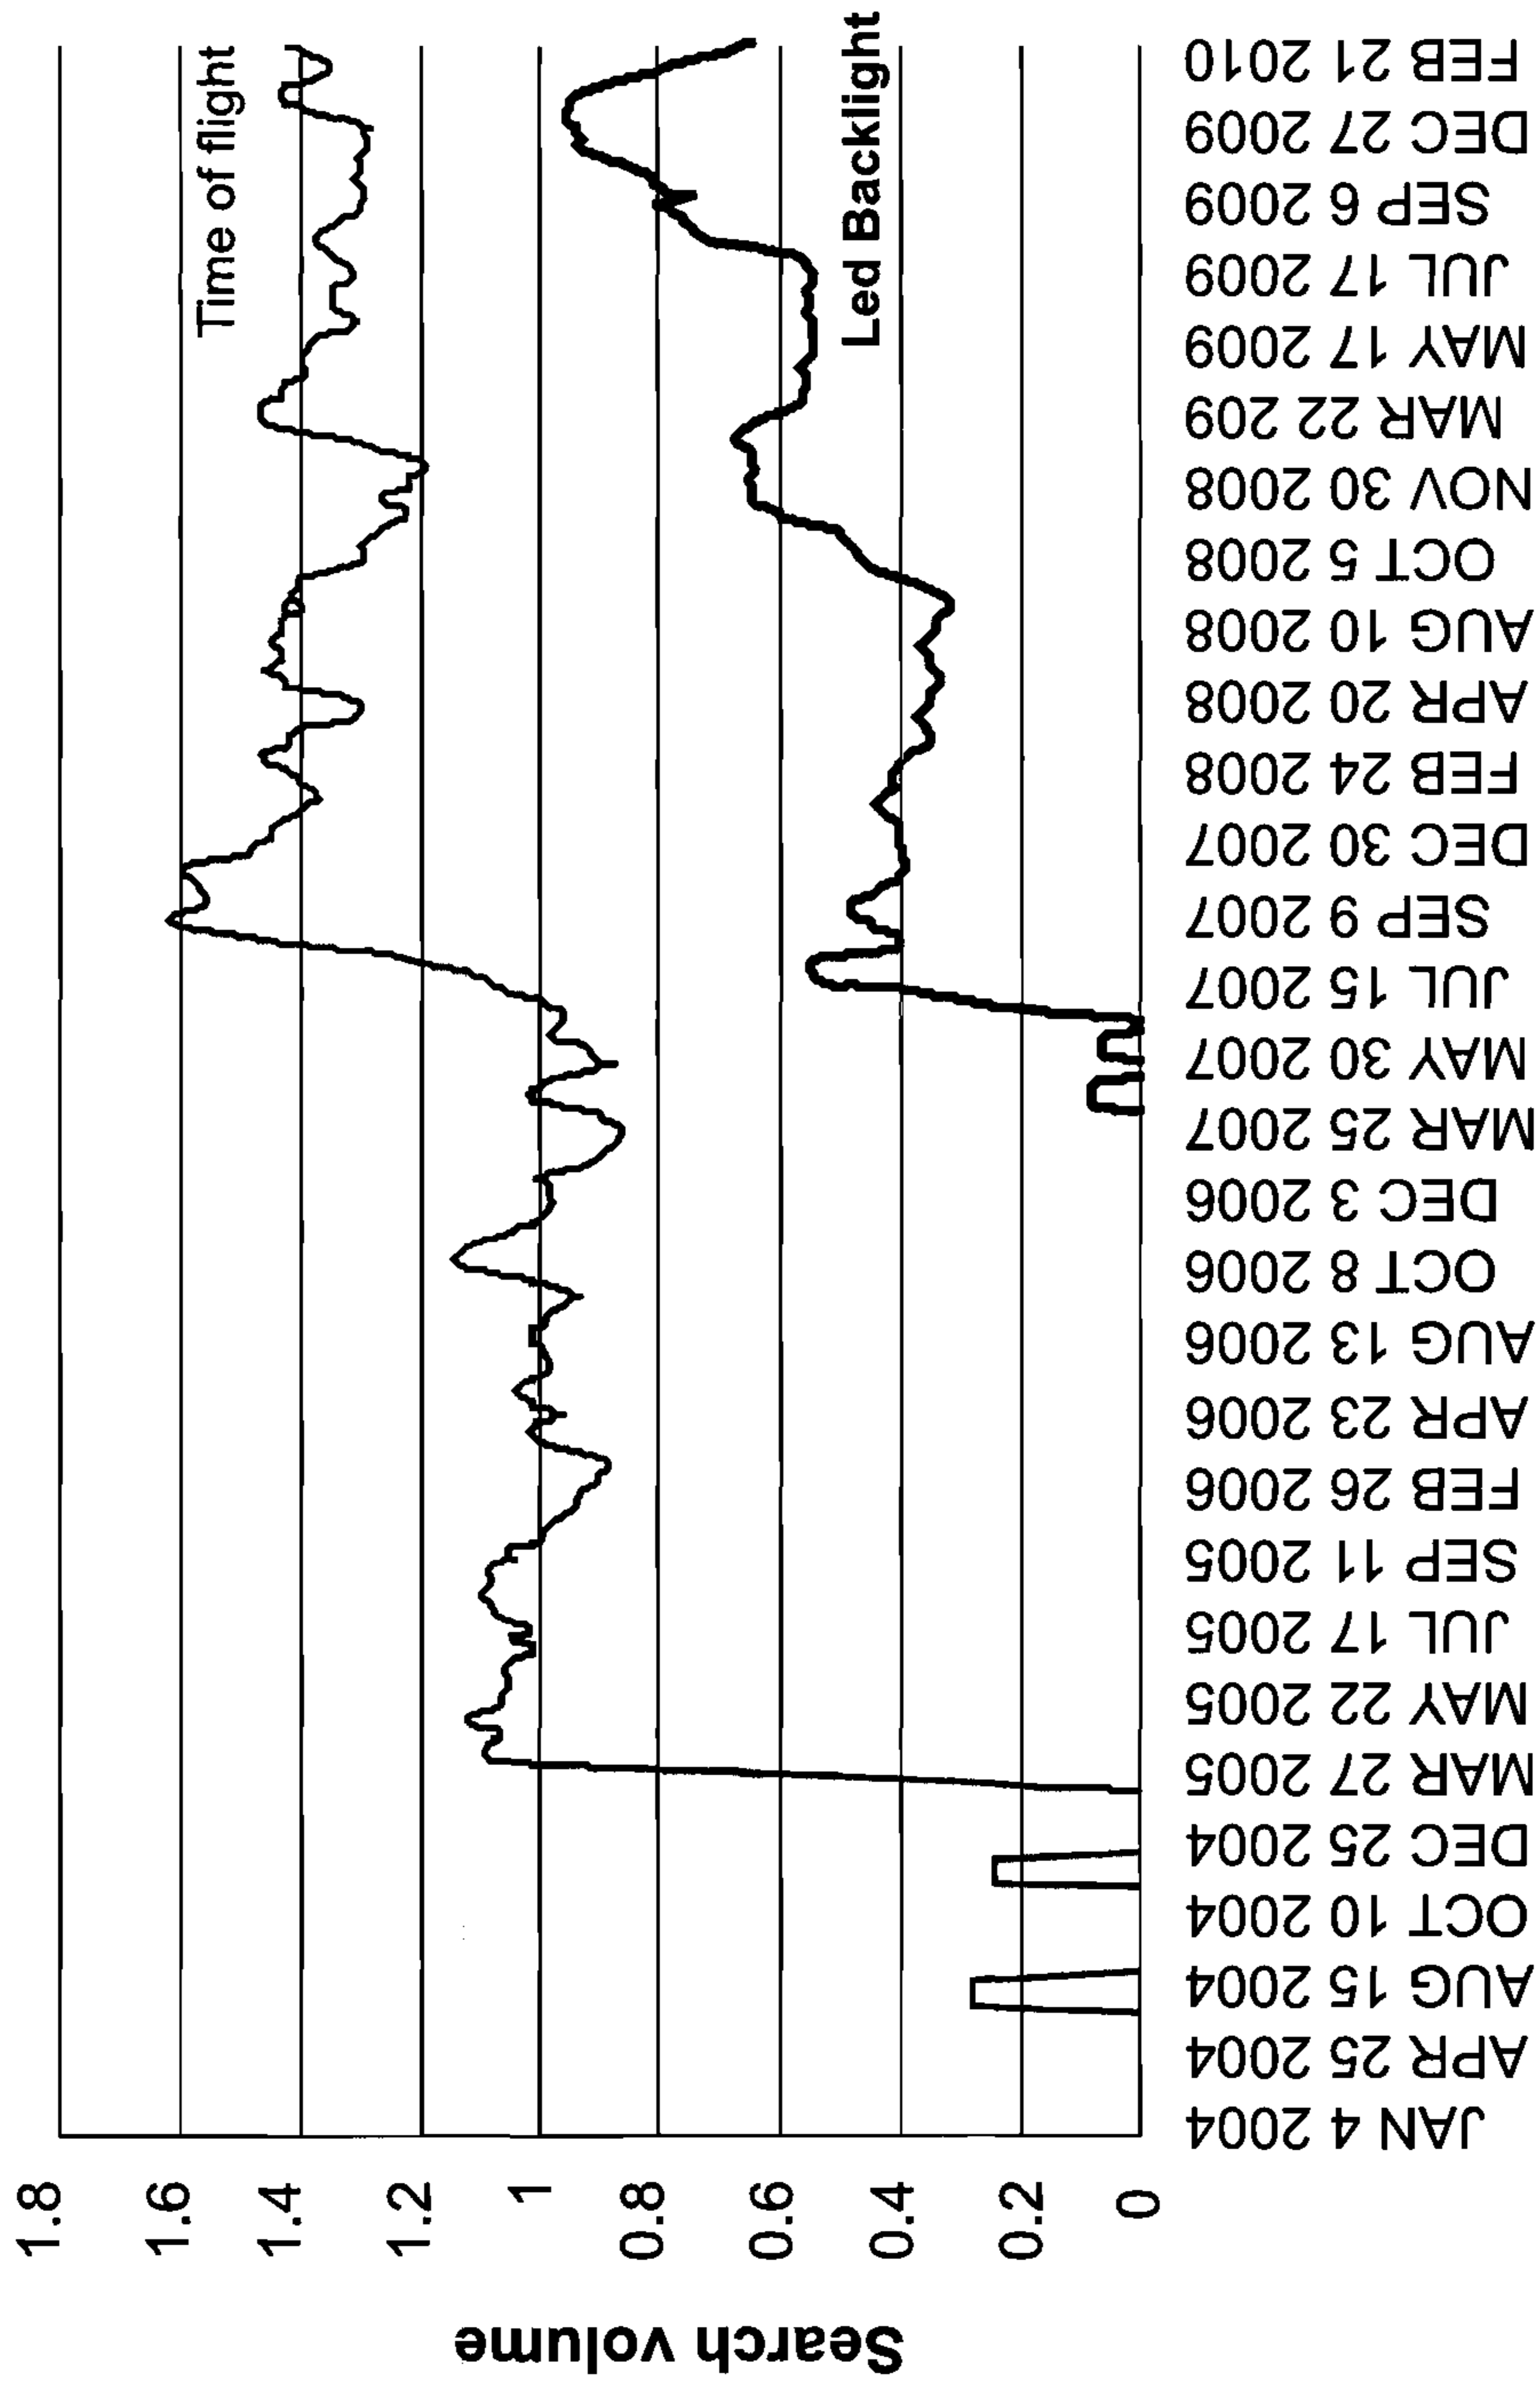 Search volume
1.8
1.6
1.4
1.2
1
0.8
0.6
0.4
0.2
0
Time of flight
Led Backlight
JAN 4 2004
APR 25 2004
AUG 15 2004
OCT 10 2004
DEC 25 2004
MAR 27 2005
MAY 22 2005
JUL 17 2005
SEP 11 2005
FEB 26 2006
APR 23 2006
AUG 13 2006
OCT 8 2006
DEC 3 2006
MAR 25 2007
MAY 30 2007
JUL 15 2007
SEP 9 2007
DEC 30 2007
FEB 24 2008
APR 20 2008
AUG 10 2008
OCT 5 2008
NOV 30 2008
MAR 22 209
MAY 17 2009
JUL 17 2009
SEP 6 2009
DEC 27 2009
FEB 21 2010